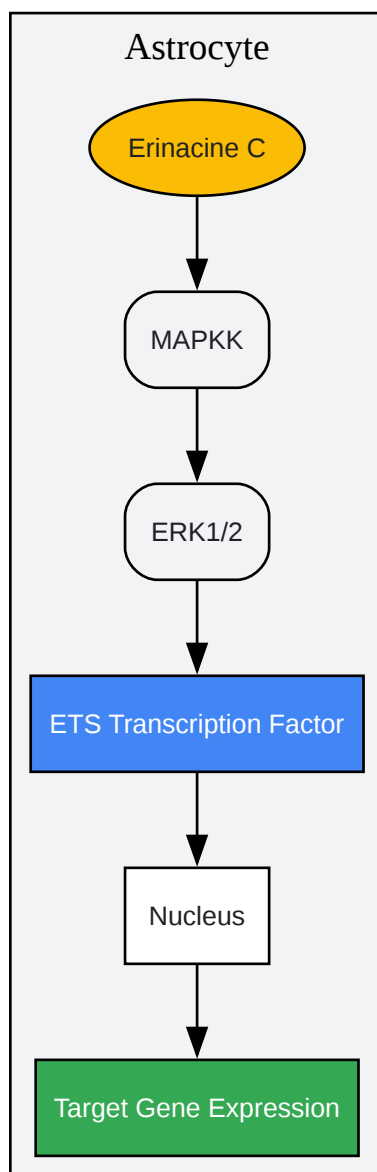 Astrocyte
Erinacine C
MAPKK
ERK1/2
ETS Transcription Factor
Nucleus
Target Gene Expression